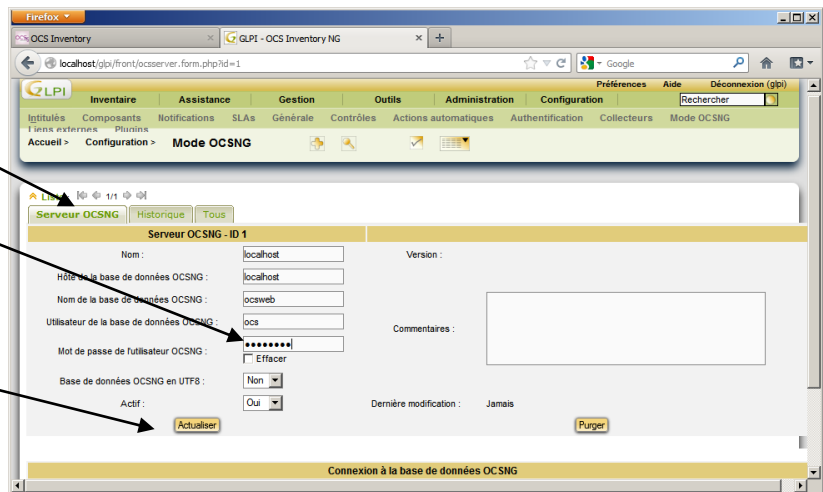 Firefox
OCS Inventory × GLPI - OCS Inventory NG × +
localhost/glpi/front/ocsserver.form.php?id=1 Google
GLPI Préférences Aide Déconnexion (glpi)
Inventaire Assistance Gestion Outils Administration Configuration Rechercher
Intitulés Composants Notifications SLAs Générale Contrôles Actions automatiques Authentification Collecteurs Mode OCSNG
Liens externes Plugins
Accueil > Configuration > Mode OCSNG
1/1
Serveur OCSNG Historique Tous
Serveur OCSNG - ID 1
Nom : localhost Version :
Hôte de la base de données OCSNG : localhost
Nom de la base de données OCSNG : ocsweb
Utilisateur de la base de données OCSNG : ocs
Commentaires :
Mot de passe de l'utilisateur OCSNG : ••••••••
Effacer
Base de données OCSNG en UTF8 : Non
Actif : Oui Dernière modification : Jamais
Actualiser Purger
Connexion à la base de données OCSNG